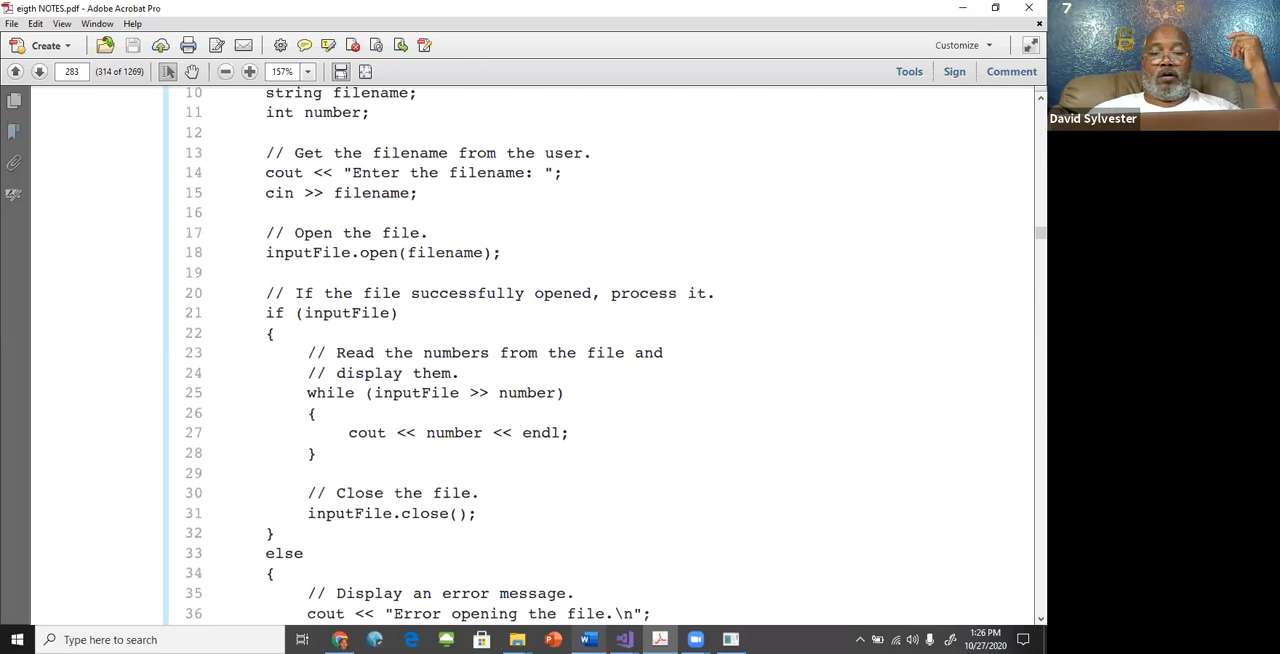 eigth NOTES.pdf - Adobe Acrobat Pro
File Edit View Window Help
Create
Customize
283 (314 of 1269) 157%
Tools Sign Comment
10 string filename;
11 int number;
12
13 // Get the filename from the user.
14 cout << "Enter the filename: ";
15 cin >> filename;
16
17 // Open the file.
18 inputFile.open(filename);
19
20 // If the file successfully opened, process it.
21 if (inputFile)
22 {
23 // Read the numbers from the file and
24 // display them.
25 while (inputFile >> number)
26 {
27 cout << number << endl;
28 }
29
30 // Close the file.
31 inputFile.close();
32 }
33 else
34 {
35 // Display an error message.
36 cout << "Error opening the file.\n";
7
David Sylvester
Type here to search
1:26 PM
10/27/2020